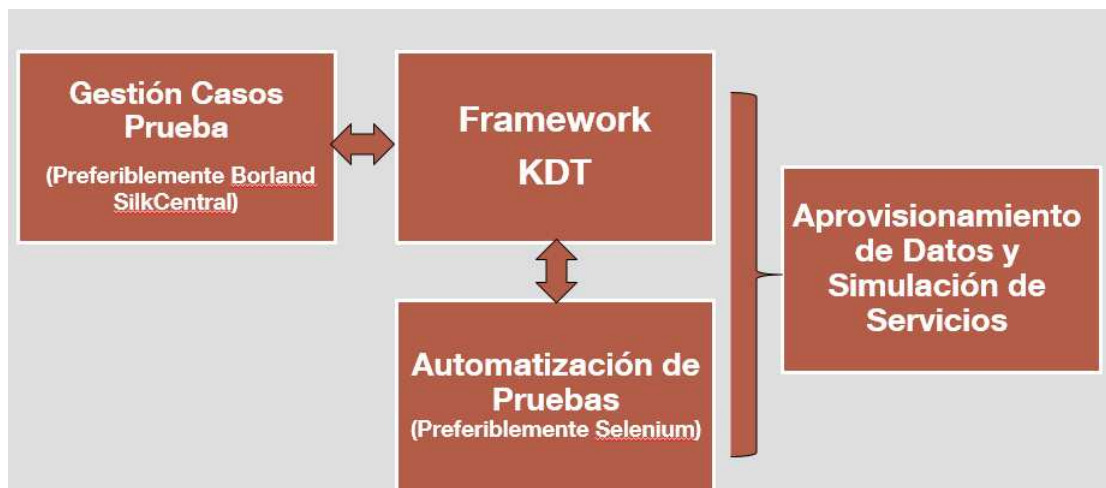 Gestión Casos
Prueba
(Preferiblemente Borland
SilkCentral)
Framework
KDT
Automatización de
Pruebas
(Preferiblemente Selenium)
Aprovisionamiento
de Datos y
Simulación de
Servicios